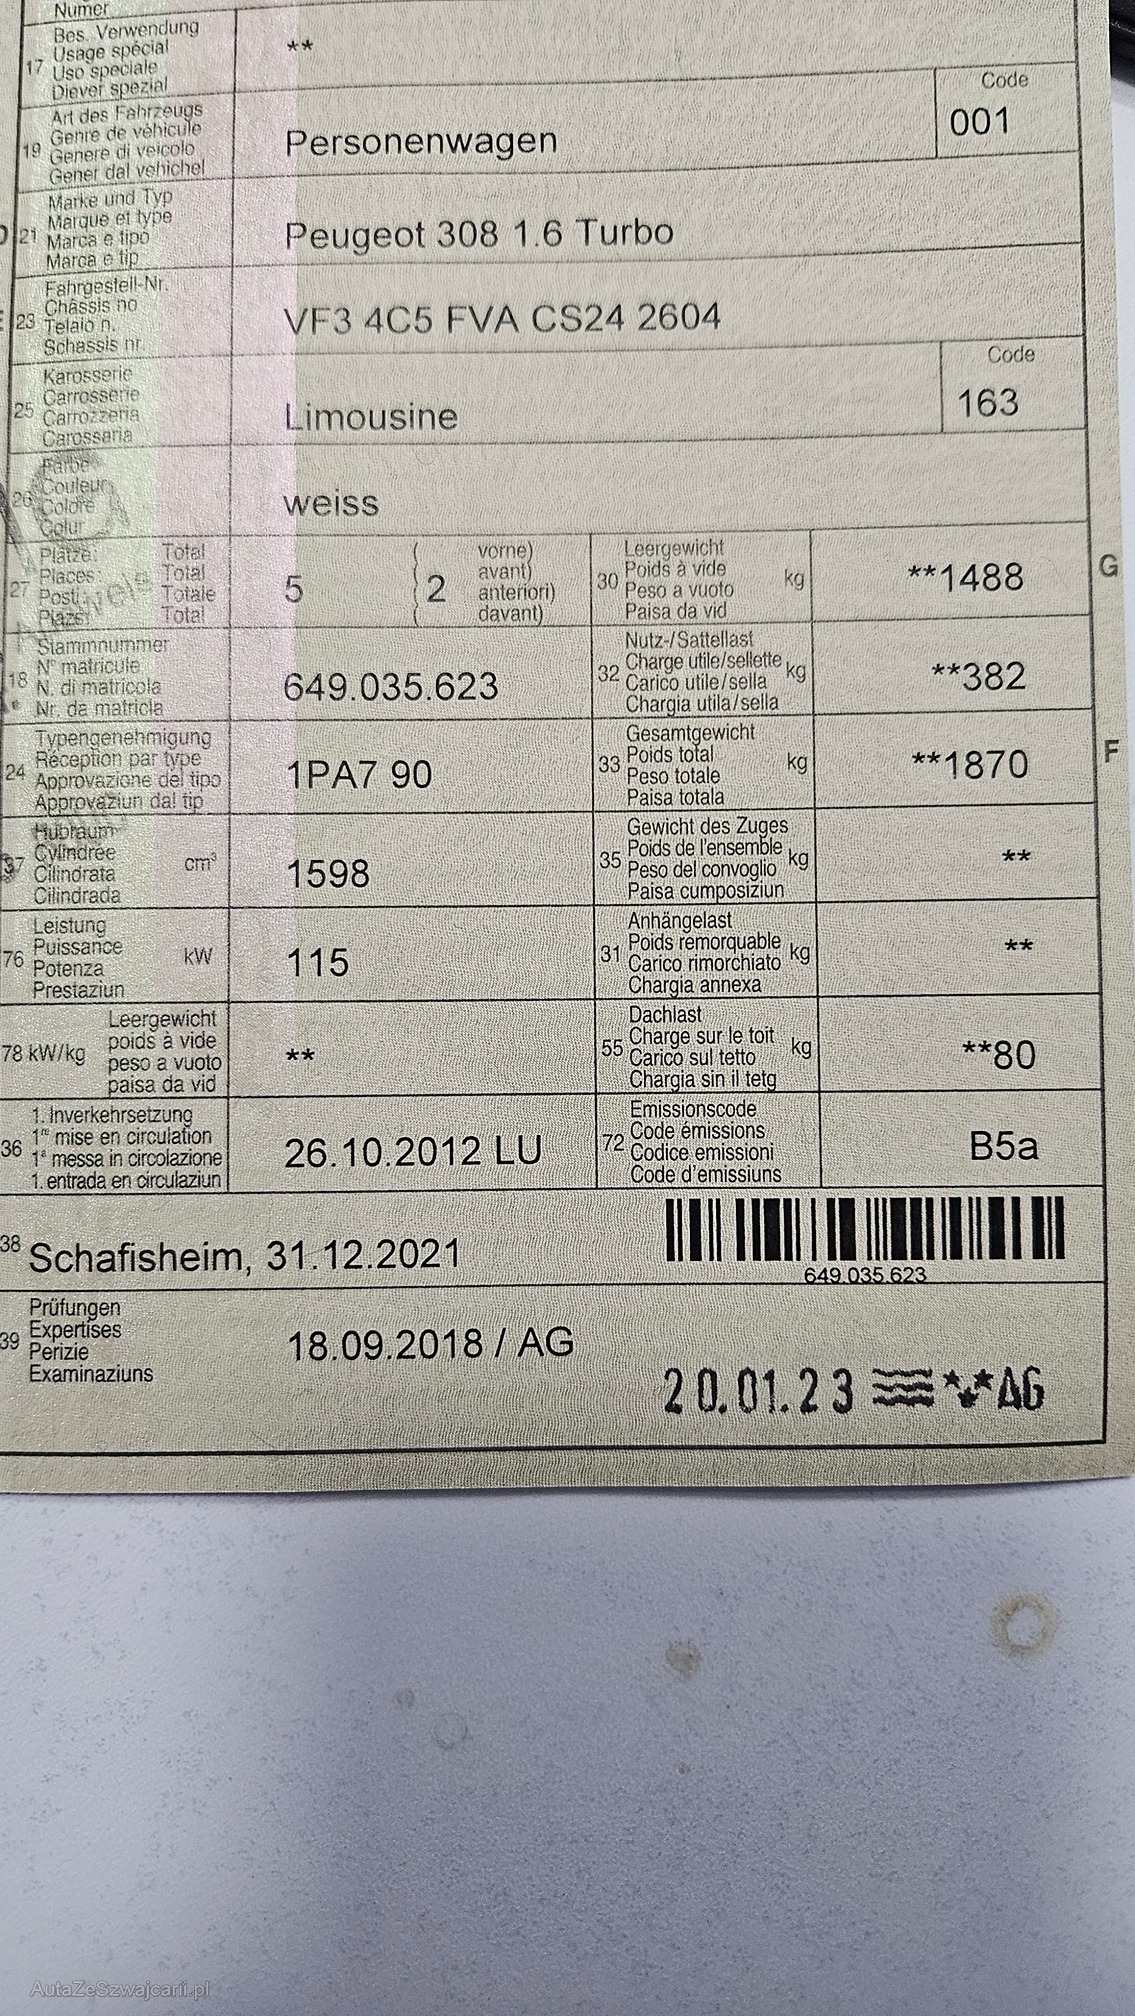 Numer
17 Bes. Verwendung
Usage spécial
Uso speciale
Diever spezial
**
19 Art des Fahrzeugs
Genre de véhicule
Genere di veicolo
Gener dal vehichel
Personenwagen
Code
001
21 Marke und Typ
Marque et type
Marca e tipo
Marca e tip
Peugeot 308 1.6 Turbo
23 Fahrgestell-Nr.
Châssis no
Telaio n.
Schassis nr.
VF3 4C5 FVA CS24 2604
25 Karosserie
Carrosserie
Carrozzeria
Carossaria
Limousine
Code
163
26 Farbe
Couleur
Colore
Colur
weiss
27 Plätze: Total
Places: Total
Posti: Totale
Plazs: Total
5 ( 2 vorne)
avant)
anteriori)
davant)
30 Leergewicht
Poids à vide
Peso a vuoto
Paisa da vid
kg
**1488
G
18 Stammnummer
N° matricule
N. di matricola
Nr. da matricla
649.035.623
32 Nutz-/Sattellast
Charge utile/sellette
Carico utile/sella
Chargia utila/sella
kg
**382
24 Typengenehmigung
Réception par type
Approvazione del tipo
Approvaziun dal tip
1PA7 90
33 Gesamtgewicht
Poids total
Peso totale
Paisa totala
kg
**1870
F
37 Hubraum
Cylindrée
Cilindrata
Cilindrada
cm³
1598
35 Gewicht des Zuges
Poids de l'ensemble
Peso del convoglio
Paisa cumposiziun
kg
**
76 Leistung
Puissance
Potenza
Prestaziun
kW
115
31 Anhängelast
Poids remorquable
Carico rimorchiato
Chargia annexa
kg
**
78 kW/kg Leergewicht
poids à vide
peso a vuoto
paisa da vid
**
55 Dachlast
Charge sur le toit
Carico sul tetto
Chargia sin il tetg
kg
**80
36 1. Inverkehrsetzung
1re mise en circulation
1a messa in circolazione
1. entrada en circulaziun
26.10.2012 LU
72 Emissionscode
Code émissions
Codice emissioni
Code d'emissiuns
B5a
38 Schafisheim, 31.12.2021
649.035.623
39 Prüfungen
Expertises
Perizie
Examinaziuns
18.09.2018 / AG
20.01.23 AG
AutaZeSzwajcarii.pl